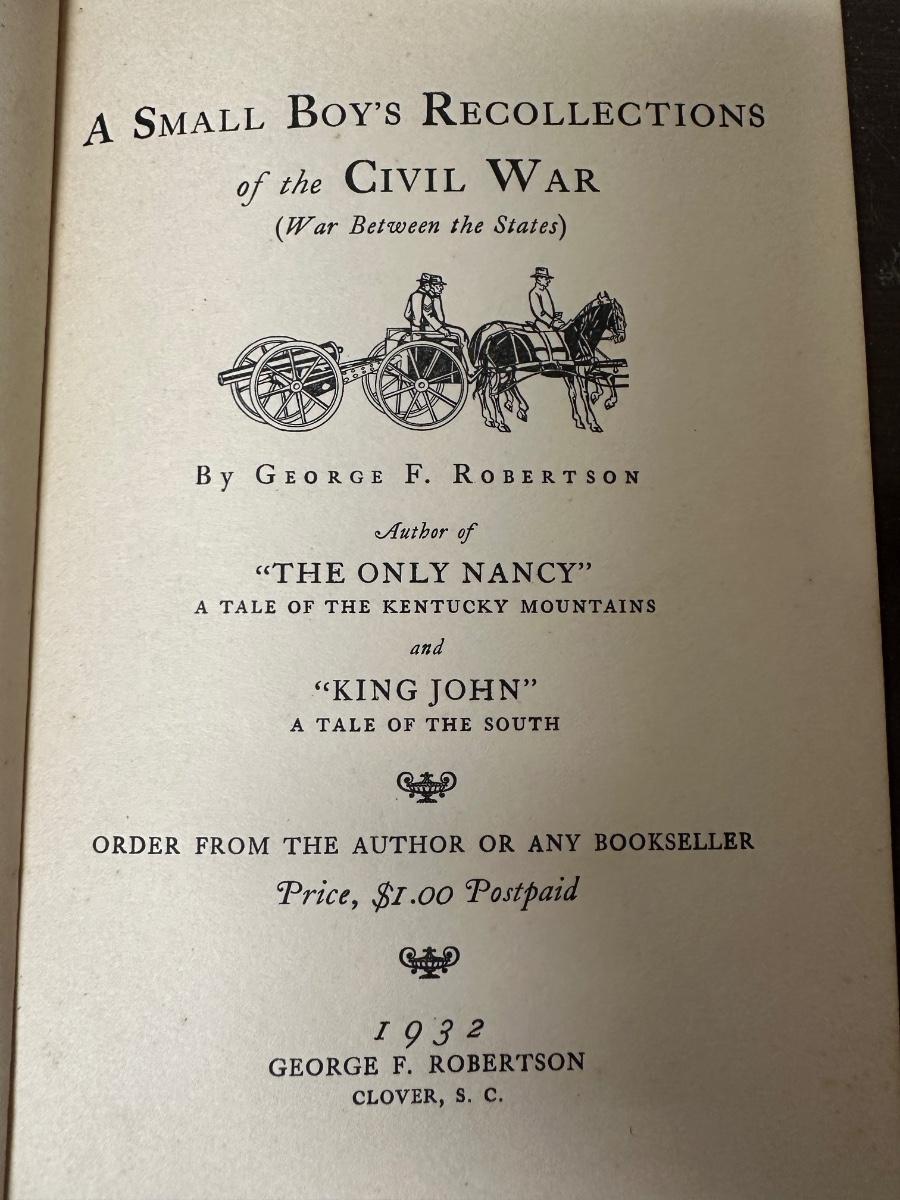 A SMALL BOY'S RECOLLECTIONS
of the CIVIL WAR
(War Between the States)
By GEORGE F. ROBERTSON
Author of
“THE ONLY NANCY”
A TALE OF THE KENTUCKY MOUNTAINS
and
“KING JOHN”
A TALE OF THE SOUTH
ORDER FROM THE AUTHOR OR ANY BOOKSELLER
Price, $1.00 Postpaid
1932
GEORGE F. ROBERTSON
CLOVER, S. C.